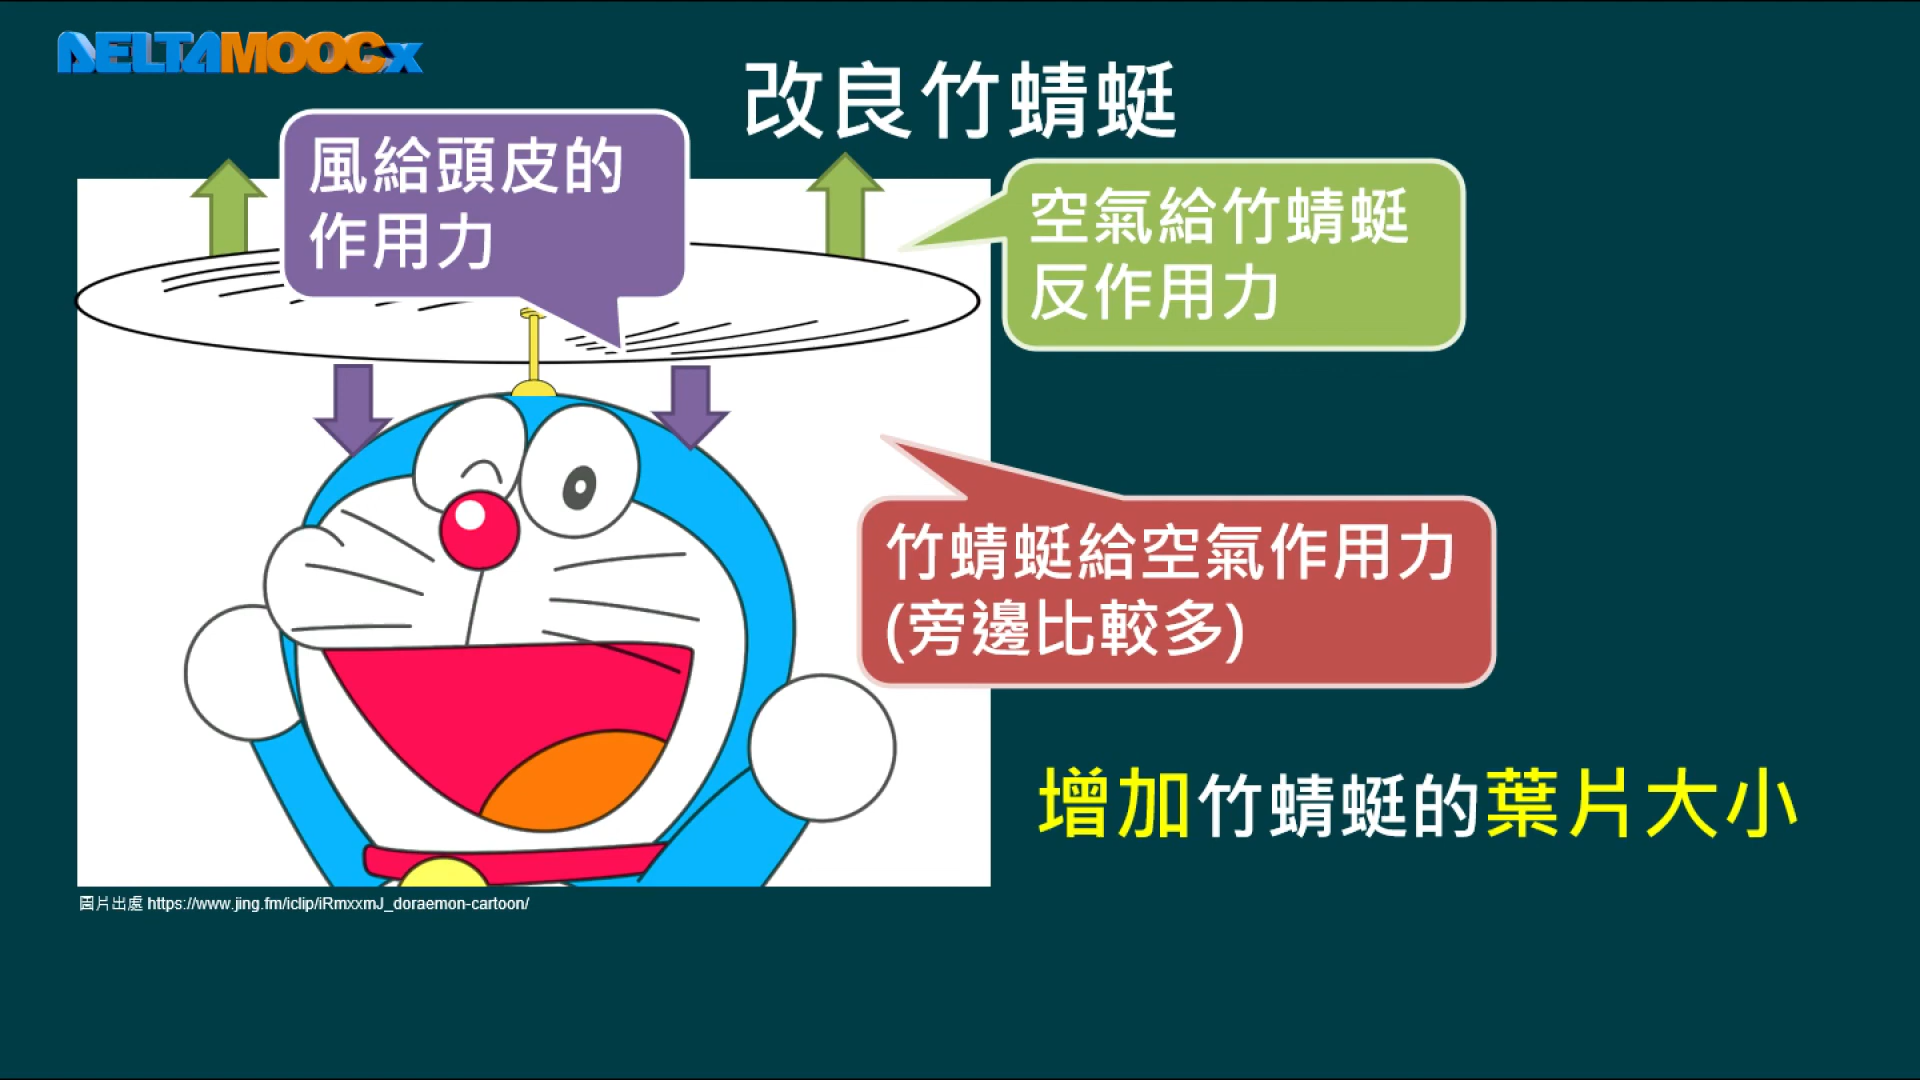 DELTAMOOCx
改良竹蜻蜓
風給頭皮的
作用力
空氣給竹蜻蜓
反作用力
竹蜻蜓給空氣作用力
(旁邊比較多)
增加竹蜻蜓的葉片大小
圖片出處 https://www.jing.fm/iclip/iRmxxmJ_doraemon-cartoon/